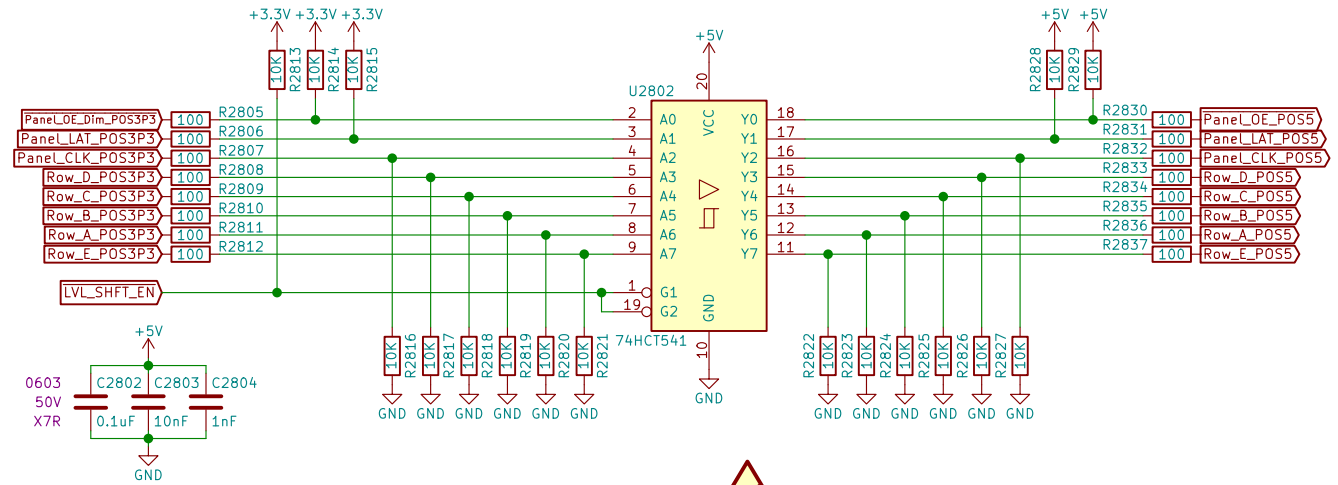 +3.3V +3.3V +3.3V
10K R2813 10K R2814 10K R2815
+5V
+5V +5V
10K R2828 10K R2829
U2802
20
VCC
Panel_OE_Dim_POS3P3 100 R2805 2 A0 Y0 18 R2830 100 Panel_OE_POS5
Panel_LAT_POS3P3 100 R2806 3 A1 Y1 17 R2831 100 Panel_LAT_POS5
Panel_CLK_POS3P3 100 R2807 4 A2 Y2 16 R2832 100 Panel_CLK_POS5
Row_D_POS3P3 100 R2808 5 A3 Y3 15 R2833 100 Row_D_POS5
Row_C_POS3P3 100 R2809 6 A4 Y4 14 R2834 100 Row_C_POS5
Row_B_POS3P3 100 R2810 7 A5 Y5 13 R2835 100 Row_B_POS5
Row_A_POS3P3 100 R2811 8 A6 Y6 12 R2836 100 Row_A_POS5
Row_E_POS3P3 100 R2812 9 A7 Y7 11 R2837 100 Row_E_POS5
LVL_SHFT_EN 1 G1
19 G2
GND
10
74HCT541
GND
10K R2816 10K R2817 10K R2818 10K R2819 10K R2820 10K R2821
GND GND GND GND GND GND
10K R2822 10K R2823 10K R2824 10K R2825 10K R2826 10K R2827
GND GND GND GND GND GND
+5V
0603 C2802 C2803 C2804
50V
X7R 0.1uF 10nF 1nF
GND